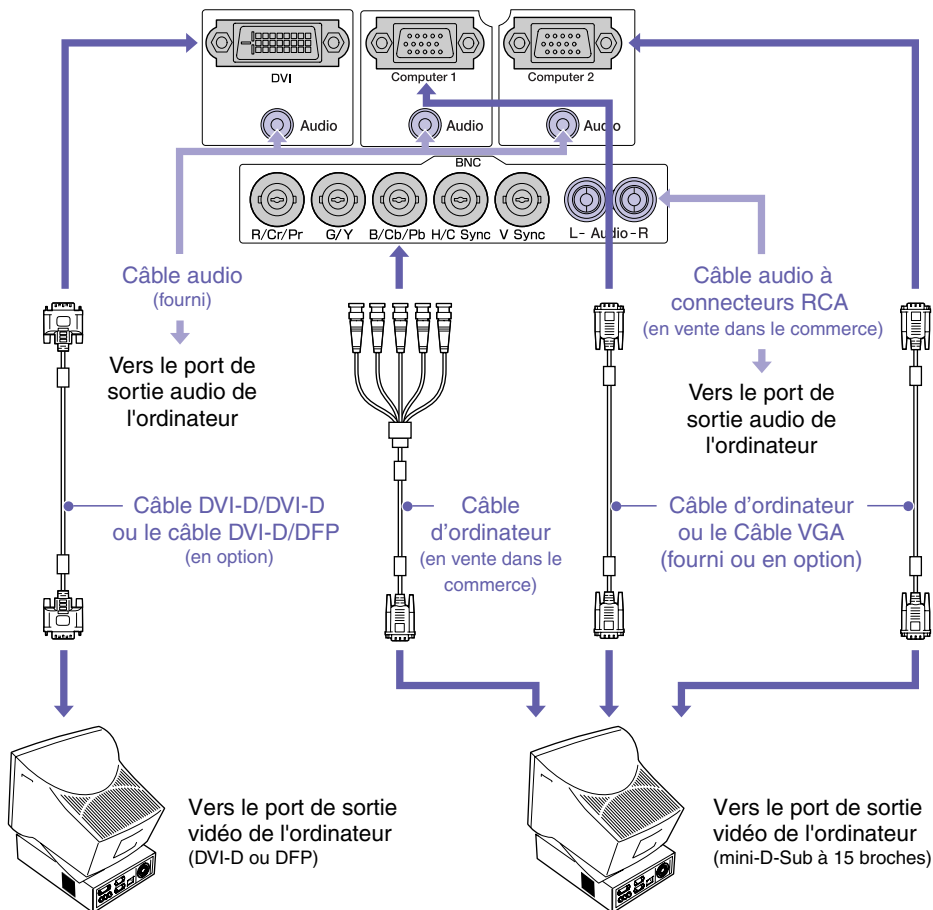 DVI
Computer 1
Computer 2
Audio
Audio
Audio
BNC
R/Cr/Pr
G/Y
B/Cb/Pb
H/C Sync
V Sync
L- Audio -R
Câble audio
(fourni)
Vers le port de
sortie audio de
l'ordinateur
Câble audio à
connecteurs RCA
(en vente dans le commerce)
Vers le port de
sortie audio de
l'ordinateur
Câble DVI-D/DVI-D
ou le câble DVI-D/DFP
(en option)
Câble
d’ordinateur
(en vente dans le
commerce)
Câble d’ordinateur
ou le Câble VGA
(fourni ou en option)
Vers le port de sortie
vidéo de l'ordinateur
(DVI-D ou DFP)
Vers le port de sortie
vidéo de l'ordinateur
(mini-D-Sub à 15 broches)